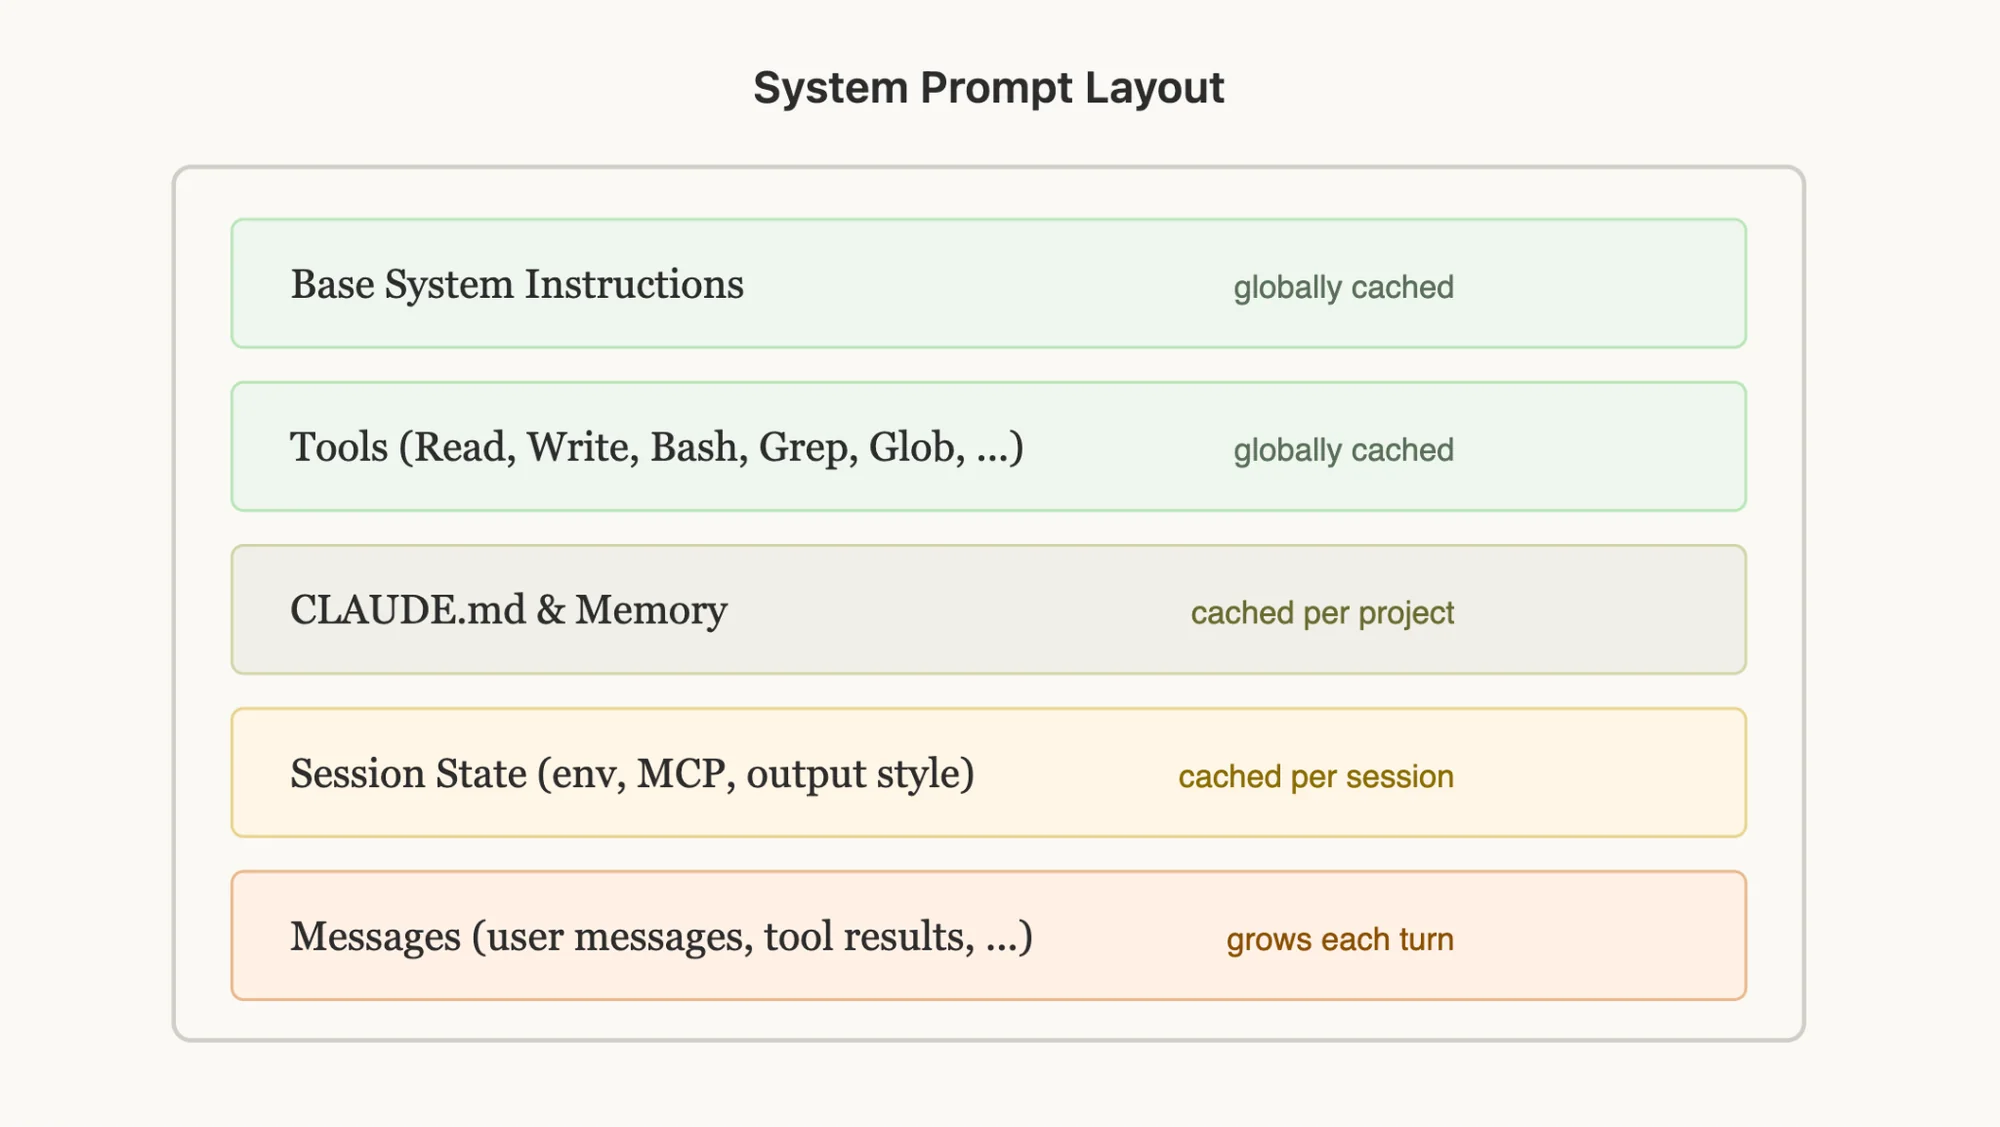 System Prompt Layout
Base System Instructions globally cached
Tools (Read, Write, Bash, Grep, Glob, ...) globally cached
CLAUDE.md & Memory cached per project
Session State (env, MCP, output style) cached per session
Messages (user messages, tool results, ...) grows each turn